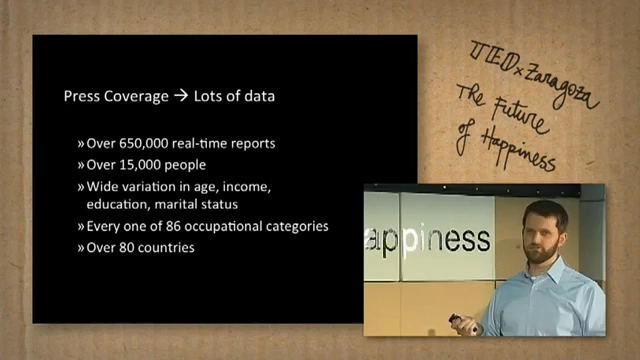 Press Coverage → Lots of data
» Over 650,000 real-time reports
» Over 15,000 people
» Wide variation in age, income,
education, marital status
» Every one of 86 occupational categories
» Over 80 countries
TEDxZaragoza
The Future
of Happiness
appiness